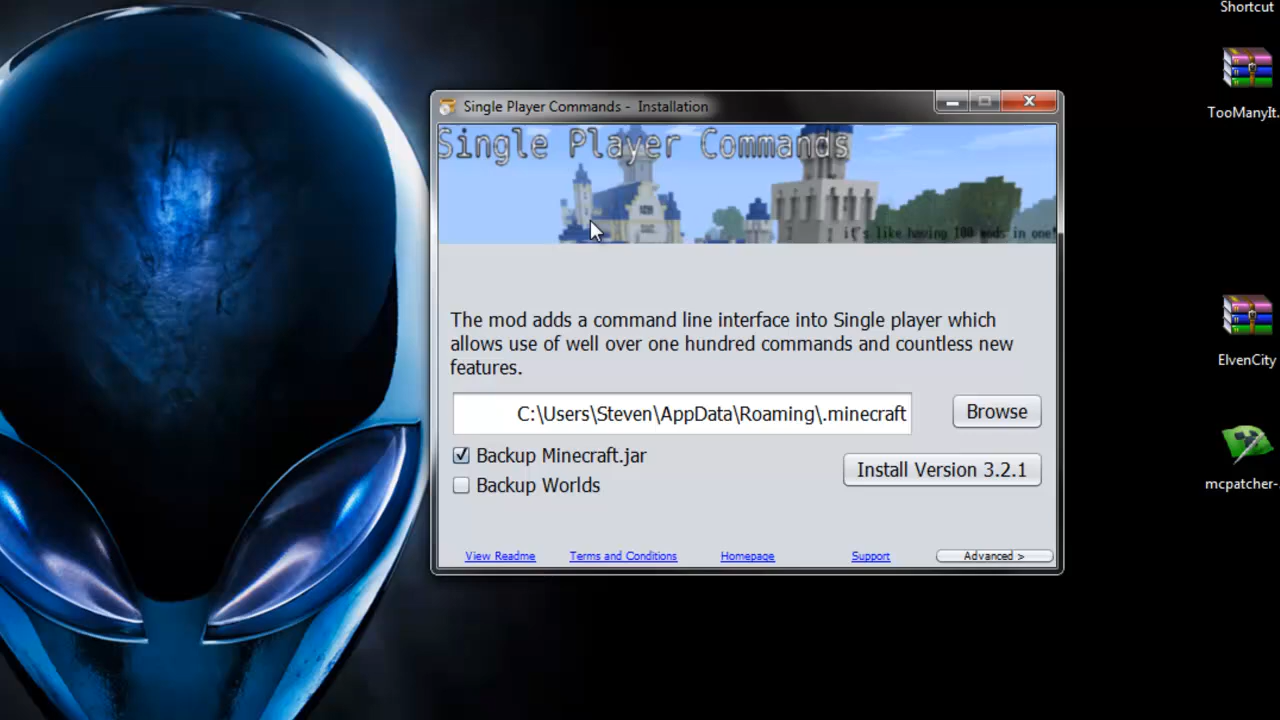 Shortcut
TooManyIt.
Single Player Commands - Installation
Single Player Commands
it's like having 100 mods in one!
The mod adds a command line interface into Single player which
allows use of well over one hundred commands and countless new
features.
C:\Users\Steven\AppData\Roaming\.minecraft
Browse
Backup Minecraft.jar
Install Version 3.2.1
Backup Worlds
View Readme
Terms and Conditions
Homepage
Support
Advanced >
ElvenCity
mcpatcher-